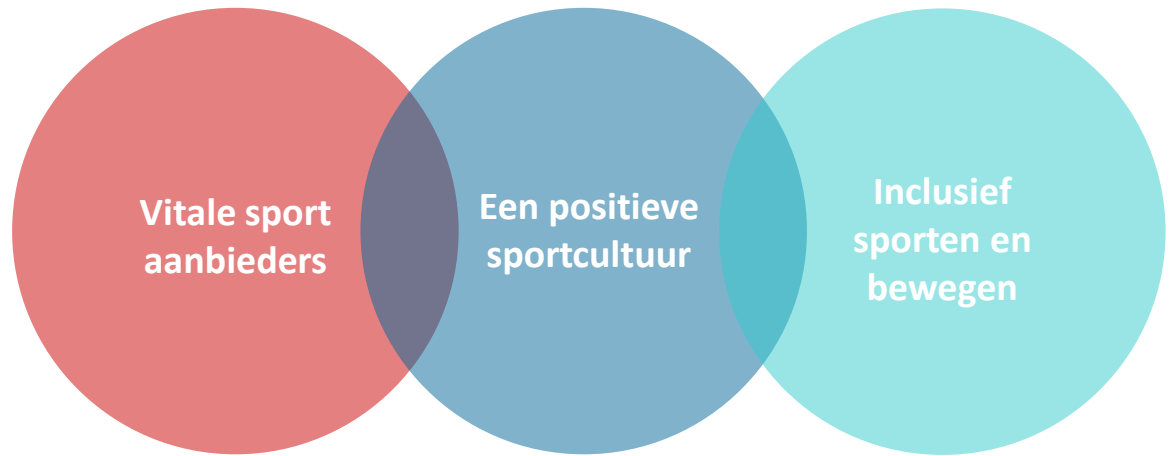 Vitale sport
aanbieders
Een positieve
sportcultuur
Inclusief
sporten en
bewegen